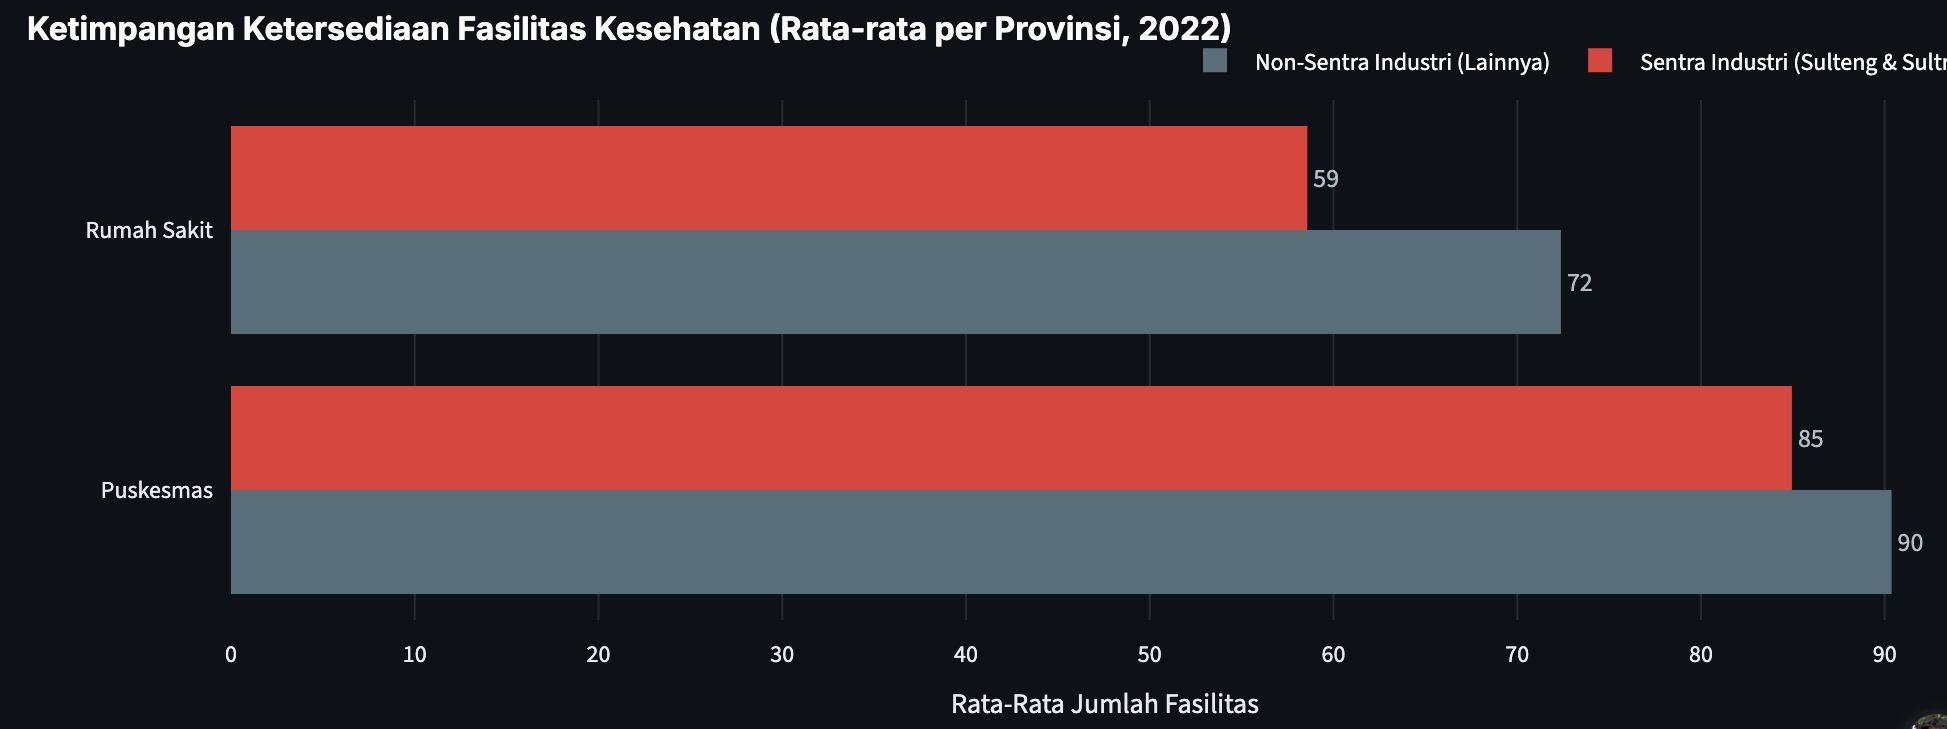 Ketimpangan Ketersediaan Fasilitas Kesehatan (Rata-rata per Provinsi, 2022)
Non-Sentra Industri (Lainnya) Sentra Industri (Sulteng &
59
Rumah Sakit
72
85
Puskesmas
90
0 10 20 30 40 50 60 70 80 90
Rata-Rata Jumlah Fasilitas